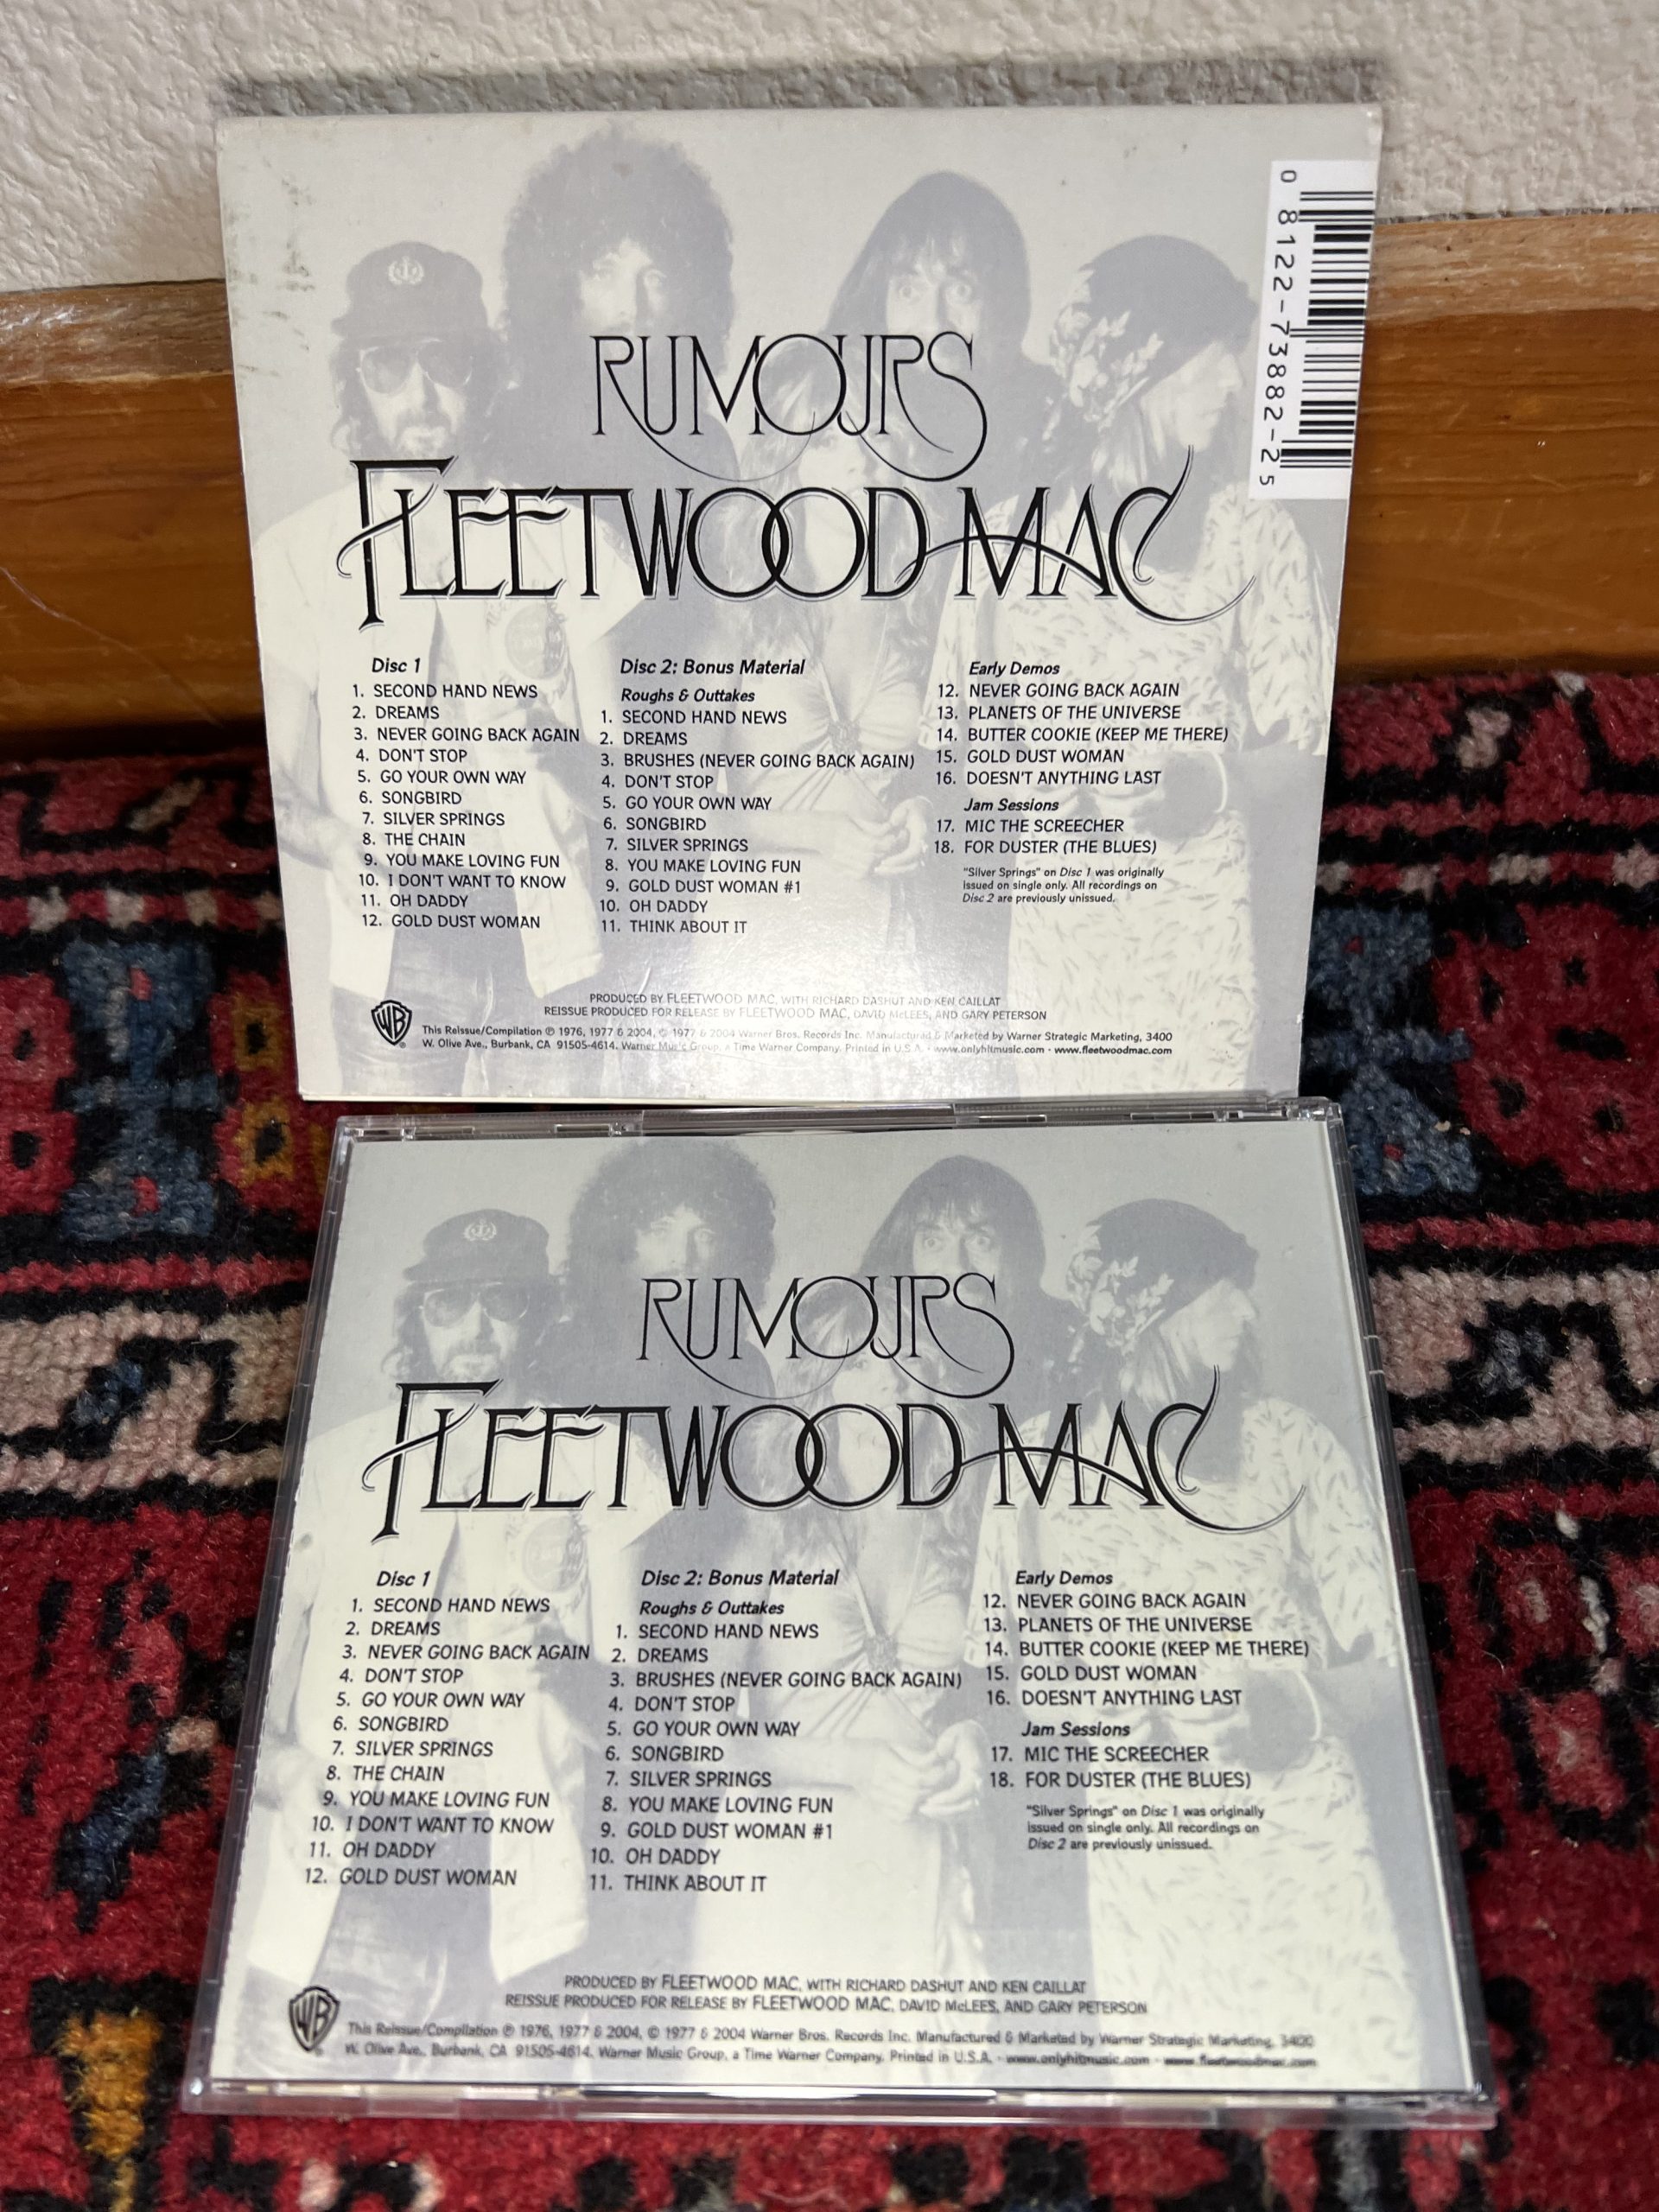 0 8122-73882-2 5
RUMOURS
FLEETWOOD MAC
Disc 1
1. SECOND HAND NEWS
2. DREAMS
3. NEVER GOING BACK AGAIN
4. DON'T STOP
5. GO YOUR OWN WAY
6. SONGBIRD
7. SILVER SPRINGS
8. THE CHAIN
9. YOU MAKE LOVING FUN
10. I DON'T WANT TO KNOW
11. OH DADDY
12. GOLD DUST WOMAN
Disc 2: Bonus Material
Roughs & Outtakes
1. SECOND HAND NEWS
2. DREAMS
3. BRUSHES (NEVER GOING BACK AGAIN)
4. DON'T STOP
5. GO YOUR OWN WAY
6. SONGBIRD
7. SILVER SPRINGS
8. YOU MAKE LOVING FUN
9. GOLD DUST WOMAN #1
10. OH DADDY
11. THINK ABOUT IT
Early Demos
12. NEVER GOING BACK AGAIN
13. PLANETS OF THE UNIVERSE
14. BUTTER COOKIE (KEEP ME THERE)
15. GOLD DUST WOMAN
16. DOESN'T ANYTHING LAST
Jam Sessions
17. MIC THE SCREECHER
18. FOR DUSTER (THE BLUES)
"Silver Springs" on Disc 1 was originally
issued on single only. All recordings on
Disc 2 are previously unissued.
PRODUCED BY FLEETWOOD MAC, WITH RICHARD DASHUT AND KEN CAILLAT
REISSUE PRODUCED FOR RELEASE BY FLEETWOOD MAC, DAVID McLEES, AND GARY PETERSON
WB
This Reissue/Compilation ℗ 1976, 1977 & 2004, © 1977 & 2004 Warner Bros. Records Inc. Manufactured & Marketed by Warner Strategic Marketing, 3400
W. Olive Ave., Burbank, CA 91505-4614. Warner Music Group, a Time Warner Company. Printed in U.S.A. • www.onlyhitmusic.com • www.fleetwoodmac.com
RUMOURS
FLEETWOOD MAC
Disc 1
1. SECOND HAND NEWS
2. DREAMS
3. NEVER GOING BACK AGAIN
4. DON'T STOP
5. GO YOUR OWN WAY
6. SONGBIRD
7. SILVER SPRINGS
8. THE CHAIN
9. YOU MAKE LOVING FUN
10. I DON'T WANT TO KNOW
11. OH DADDY
12. GOLD DUST WOMAN
Disc 2: Bonus Material
Roughs & Outtakes
1. SECOND HAND NEWS
2. DREAMS
3. BRUSHES (NEVER GOING BACK AGAIN)
4. DON'T STOP
5. GO YOUR OWN WAY
6. SONGBIRD
7. SILVER SPRINGS
8. YOU MAKE LOVING FUN
9. GOLD DUST WOMAN #1
10. OH DADDY
11. THINK ABOUT IT
Early Demos
12. NEVER GOING BACK AGAIN
13. PLANETS OF THE UNIVERSE
14. BUTTER COOKIE (KEEP ME THERE)
15. GOLD DUST WOMAN
16. DOESN'T ANYTHING LAST
Jam Sessions
17. MIC THE SCREECHER
18. FOR DUSTER (THE BLUES)
"Silver Springs" on Disc 1 was originally
issued on single only. All recordings on
Disc 2 are previously unissued.
PRODUCED BY FLEETWOOD MAC, WITH RICHARD DASHUT AND KEN CAILLAT
REISSUE PRODUCED FOR RELEASE BY FLEETWOOD MAC, DAVID McLEES, AND GARY PETERSON
WB
This Reissue/Compilation ℗ 1976, 1977 & 2004, © 1977 & 2004 Warner Bros. Records Inc. Manufactured & Marketed by Warner Strategic Marketing, 3400
W. Olive Ave., Burbank, CA 91505-4614. Warner Music Group, a Time Warner Company. Printed in U.S.A. • www.onlyhitmusic.com • www.fleetwoodmac.com